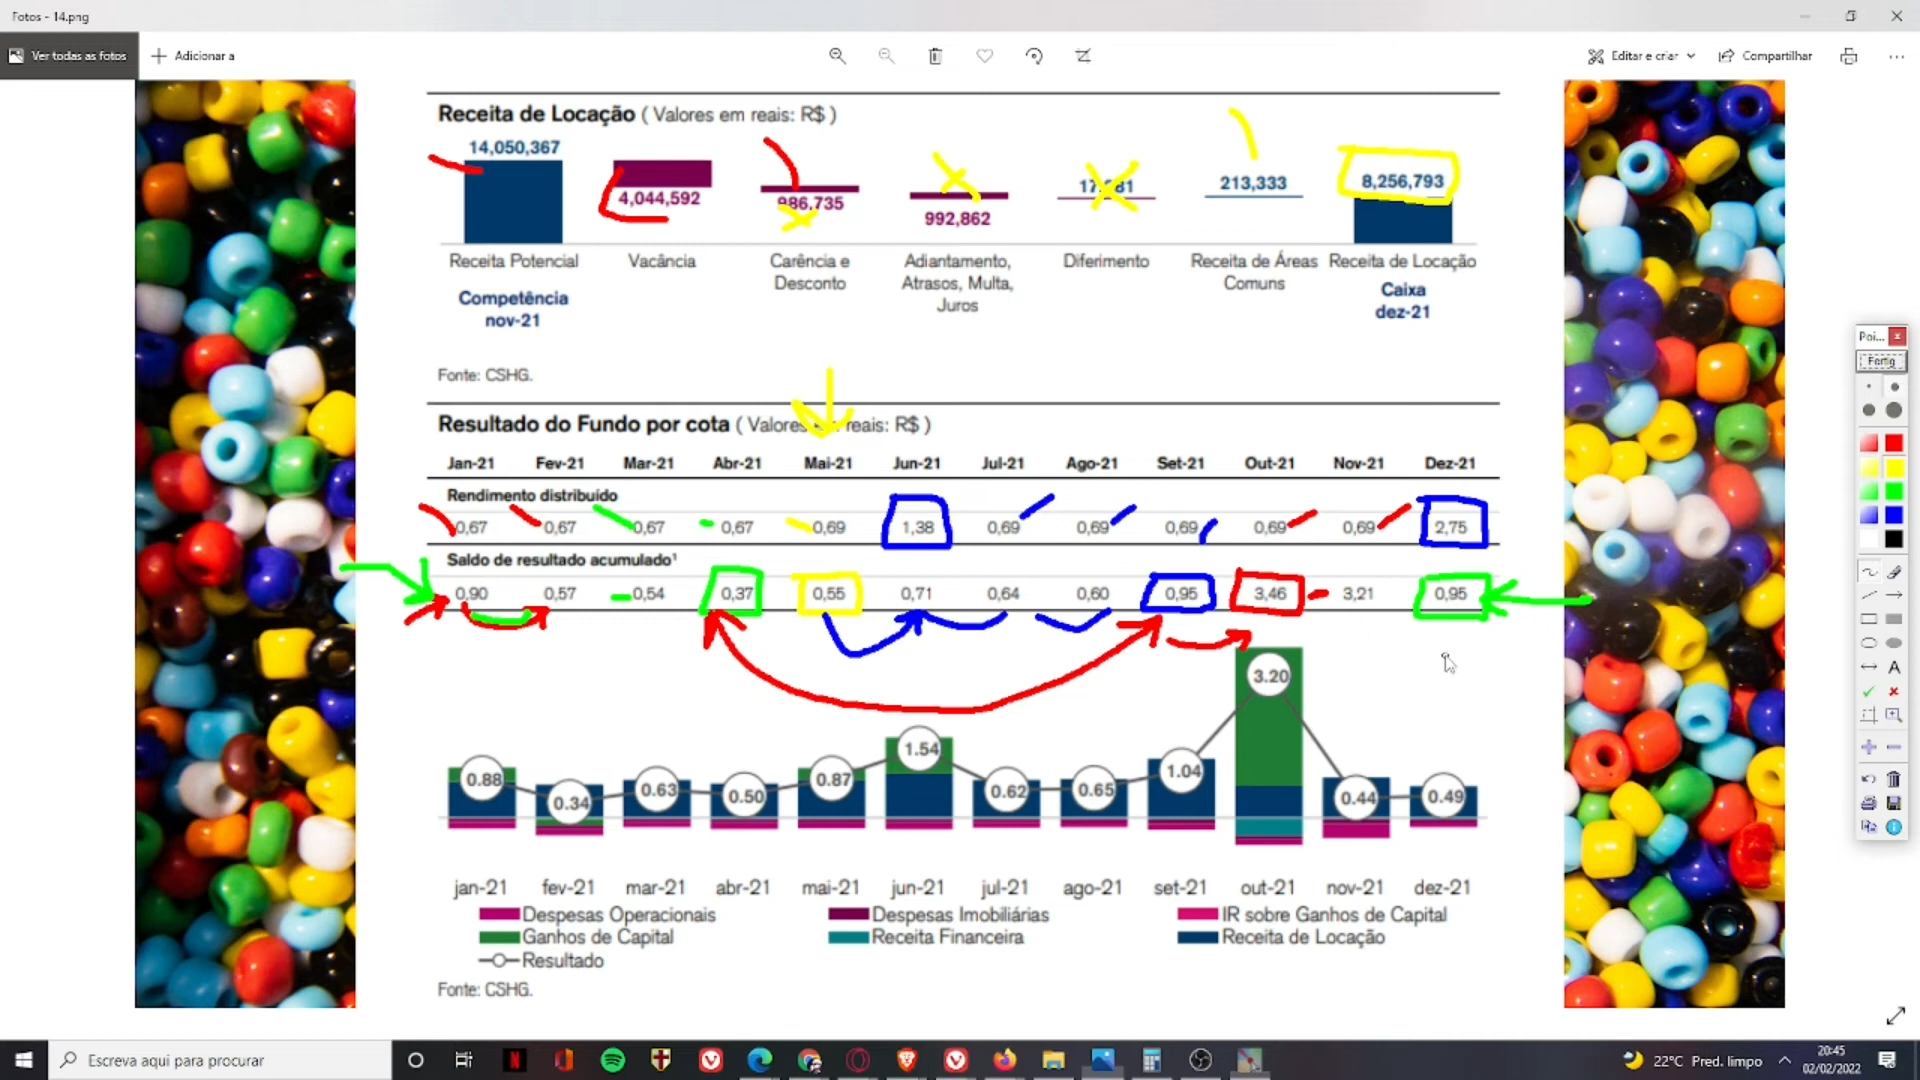 Fotos - 14.png
Ver todas as fotos
Adicionar a
Editar e criar
Compartilhar
Receita de Locação ( Valores em reais: R$ )
14,050,367
4,044,592
986,735
992,862
213,333
8,256,793
Receita Potencial
Vacância
Carência e Desconto
Adiantamento, Atrasos, Multa, Juros
Diferimento
Receita de Áreas Comuns
Receita de Locação
Competência nov-21
Caixa dez-21
Fonte: CSHG.
Resultado do Fundo por cota ( Valores em reais: R$ )
Jan-21 Fev-21 Mar-21 Abr-21 Mai-21 Jun-21 Jul-21 Ago-21 Set-21 Out-21 Nov-21 Dez-21
Rendimento distribuído
0,67 0,67 0,67 0,67 0,69 1,38 0,69 0,69 0,69 0,69 0,69 2,75
Saldo de resultado acumulado¹
0,90 0,57 0,54 0,37 0,55 0,71 0,64 0,60 0,95 3,46 3,21 0,95
0.88 0.34 0.63 0.50 0.87 1.54 0.62 0.65 1.04 3.20 0.44 0.49
jan-21 fev-21 mar-21 abr-21 mai-21 jun-21 jul-21 ago-21 set-21 out-21 nov-21 dez-21
Despesas Operacionais Despesas Imobiliárias IR sobre Ganhos de Capital
Ganhos de Capital Receita Financeira Receita de Locação
Resultado
Fonte: CSHG.
Poi...
Fertig
A
Escreva aqui para procurar
22°C Pred. limpo
20:45
02/02/2022